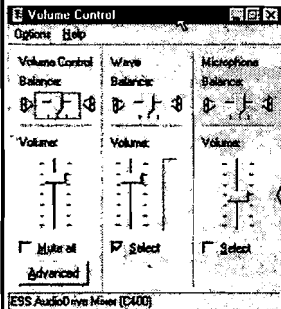 Volume Control
Options Help
Volume Control
Balance:
Volume:
Mute all
Advanced
Wave
Balance:
Volume:
Select
Microphone
Balance:
Volume:
Select
ESS AudioDrive Mixer (C400)